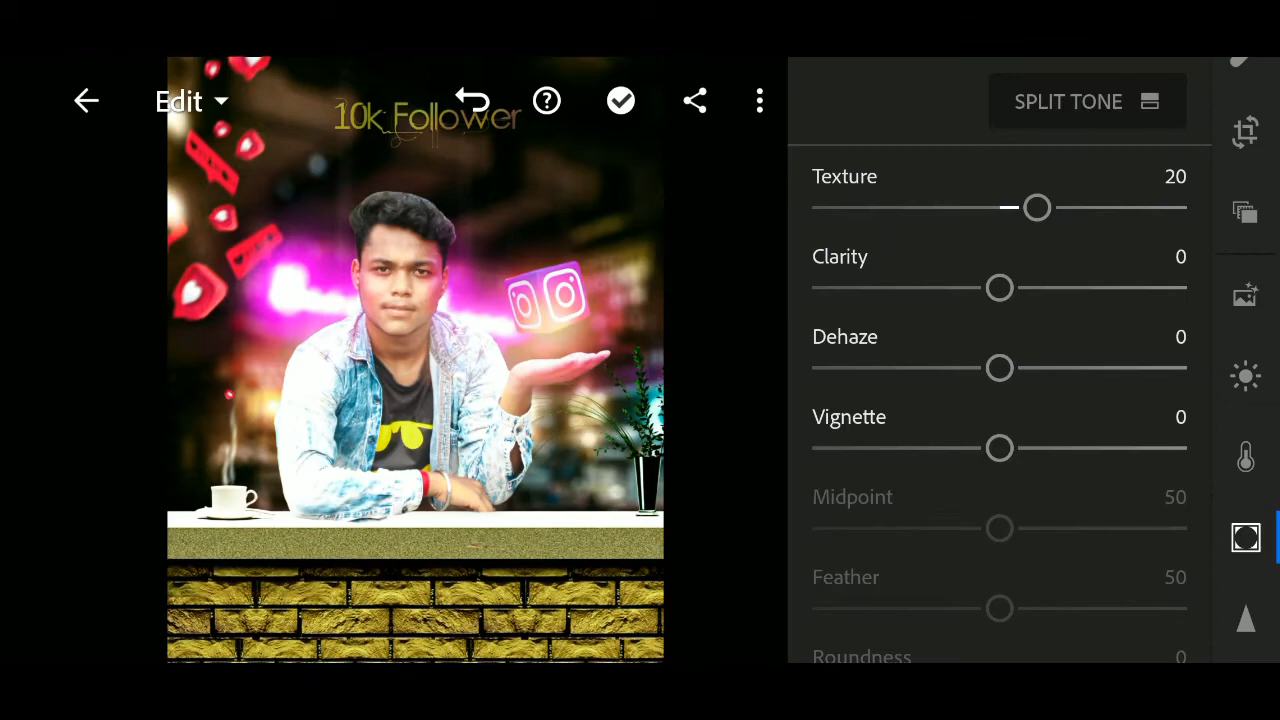 Edit
10k Follower
SPLIT TONE
Texture 20
Clarity 0
Dehaze 0
Vignette 0
Midpoint 50
Feather 50
Roundness 0